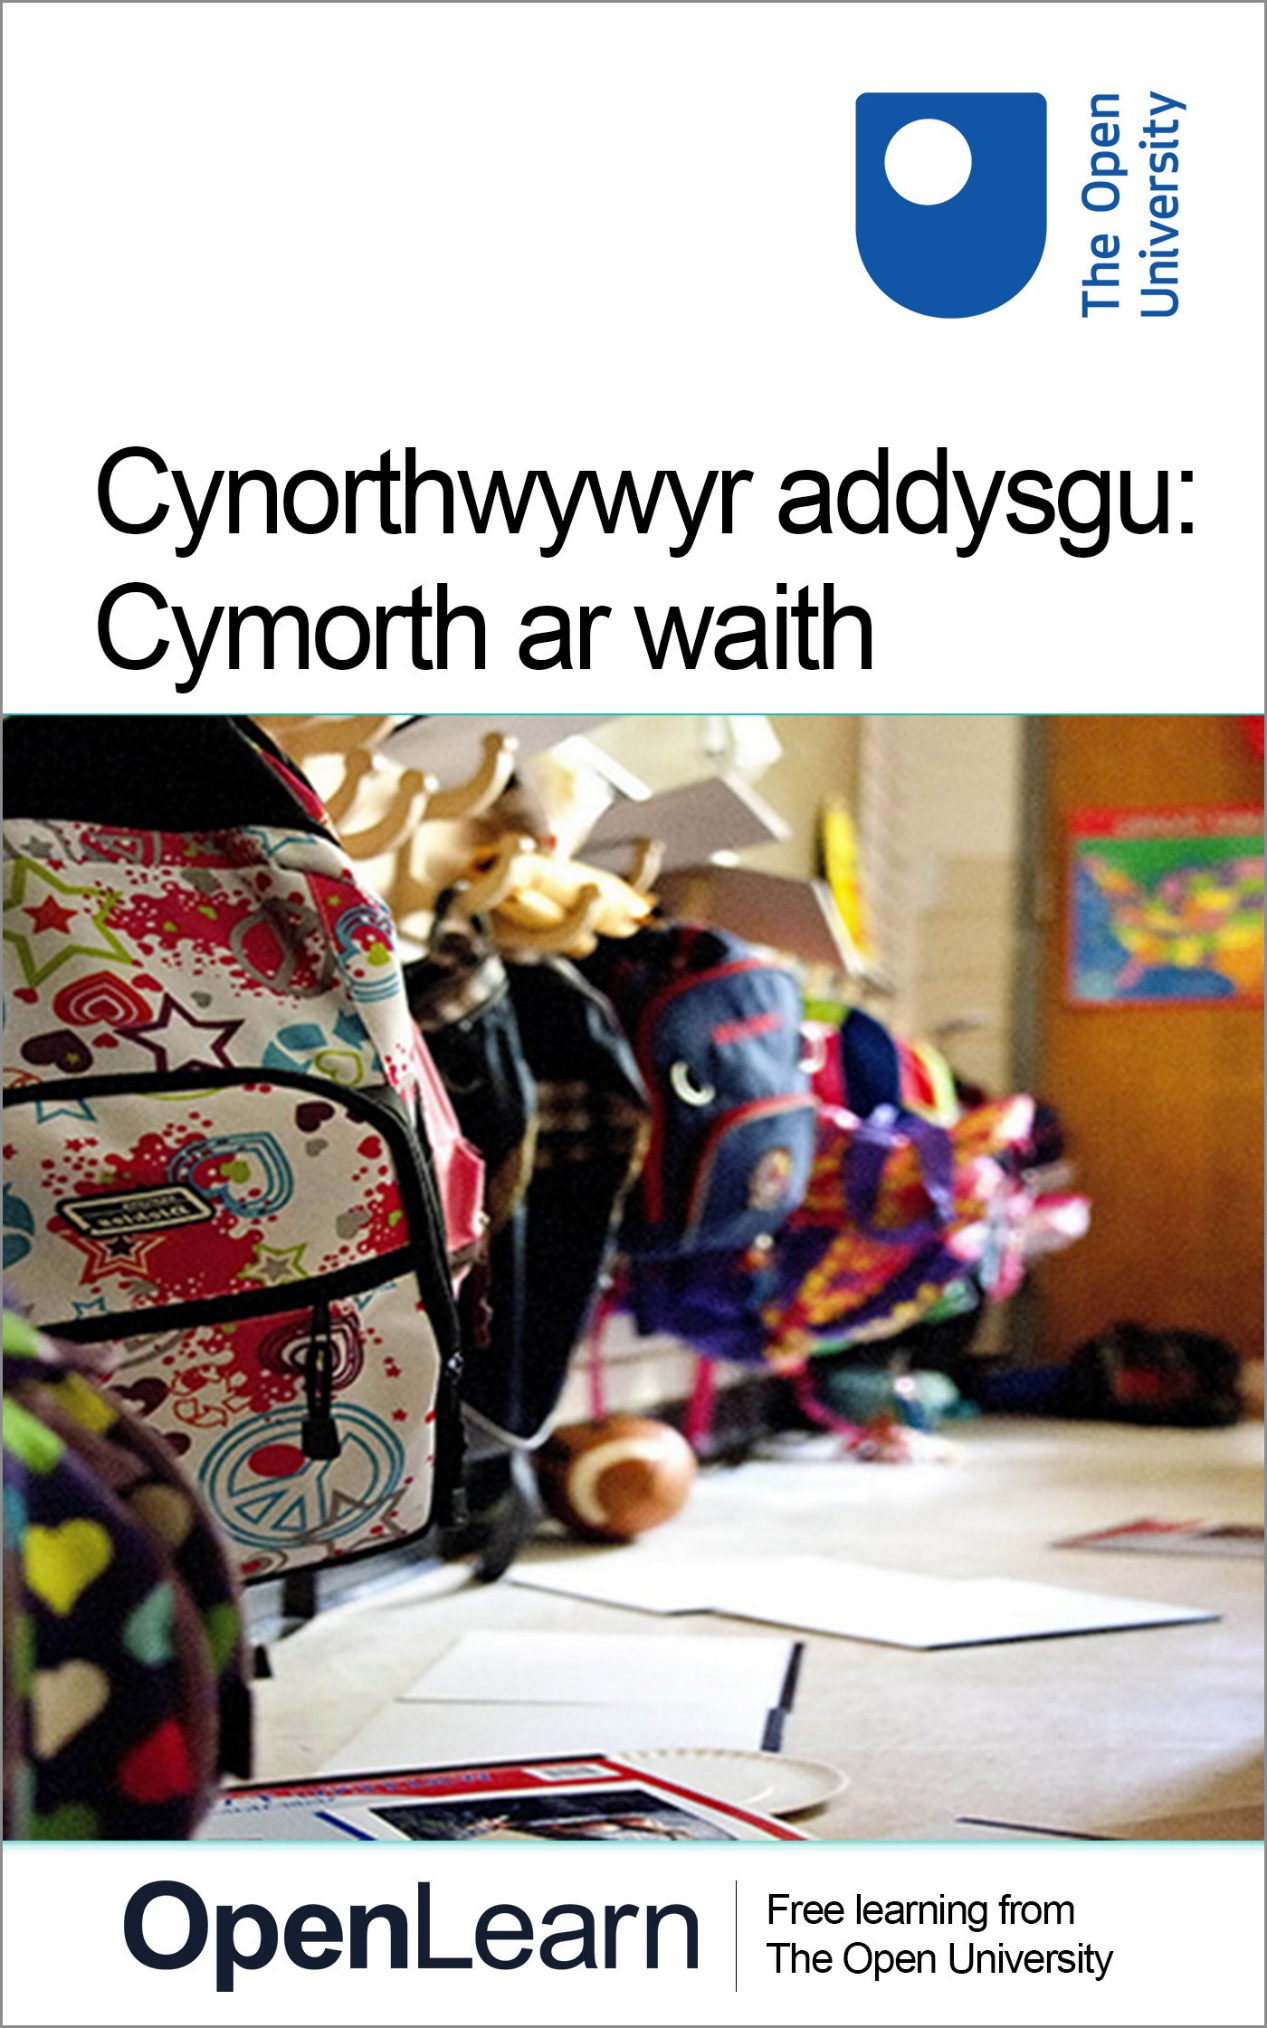 The Open
University
Cynorthwywyr addysgu:
Cymorth ar waith
OpenLearn
Free learning from
The Open University